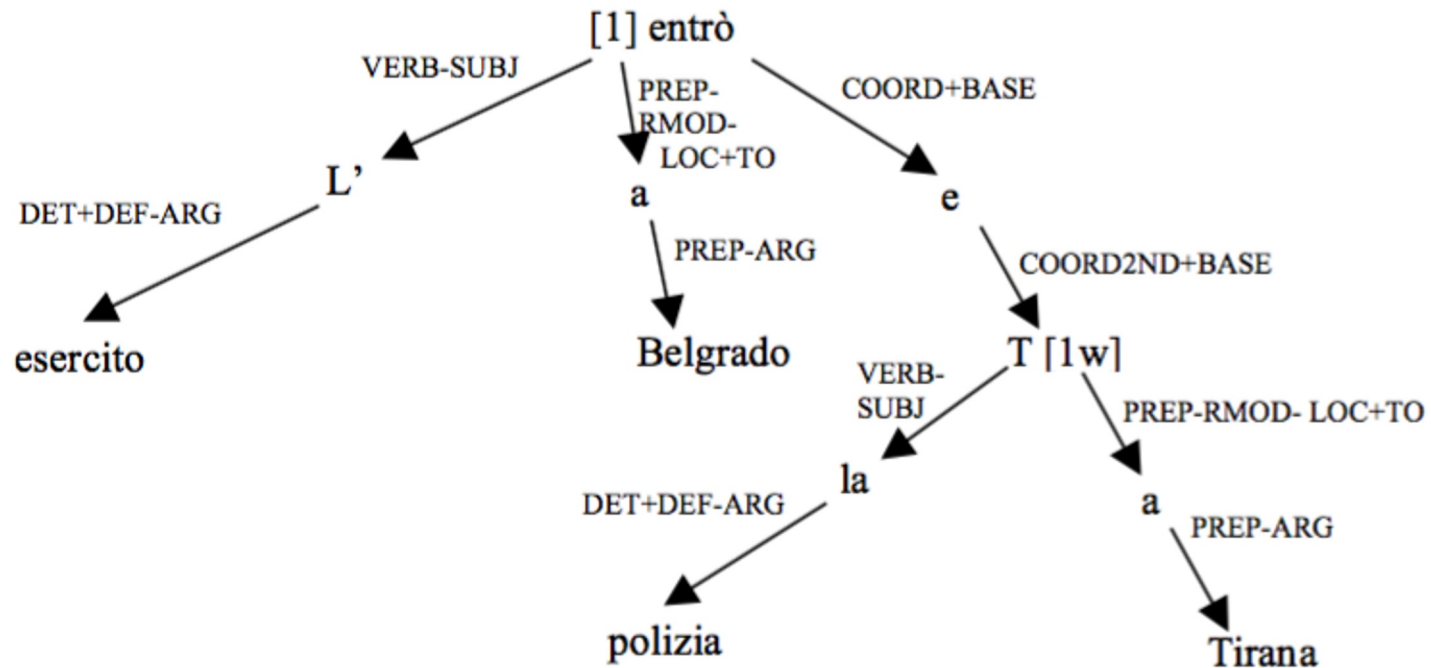 [1] entrò
VERB-SUBJ
PREP-
RMOD-
LOC+TO
COORD+BASE
L’
a
e
DET+DEF-ARG
PREP-ARG
COORD2ND+BASE
esercito
Belgrado
T [1w]
VERB-
SUBJ
PREP-RMOD- LOC+TO
la
a
DET+DEF-ARG
PREP-ARG
polizia
Tirana